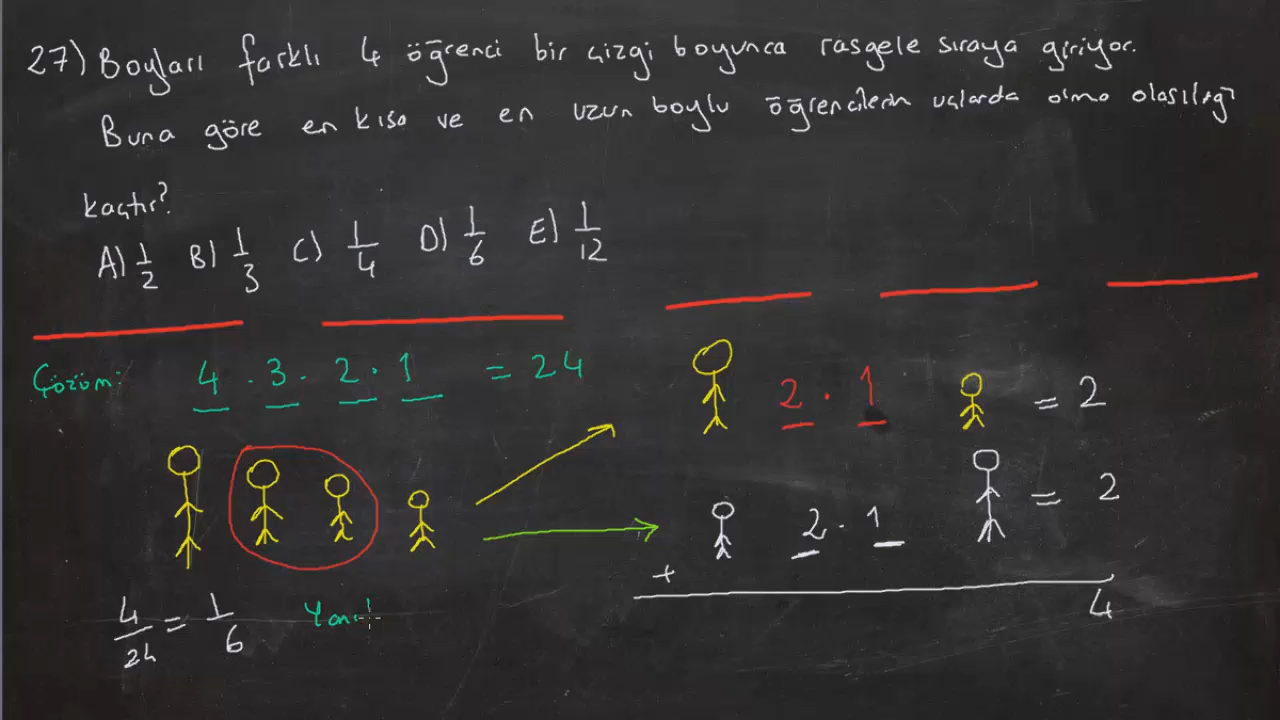 27) Boyları farklı 4 öğrenci bir çizgi boyunca rasgele sıraya giriyor.
Buna göre en kısa ve en uzun boylu öğrencilerin uçlarda olma olasılığı
kaçtır?
A) 1/2 B) 1/3 C) 1/4 D) 1/6 E) 1/12
Çözüm: 4 . 3 . 2 . 1 = 24
2 . 1 = 2
2 . 1 = 2
+
4
4/24 = 1/6
Yanı